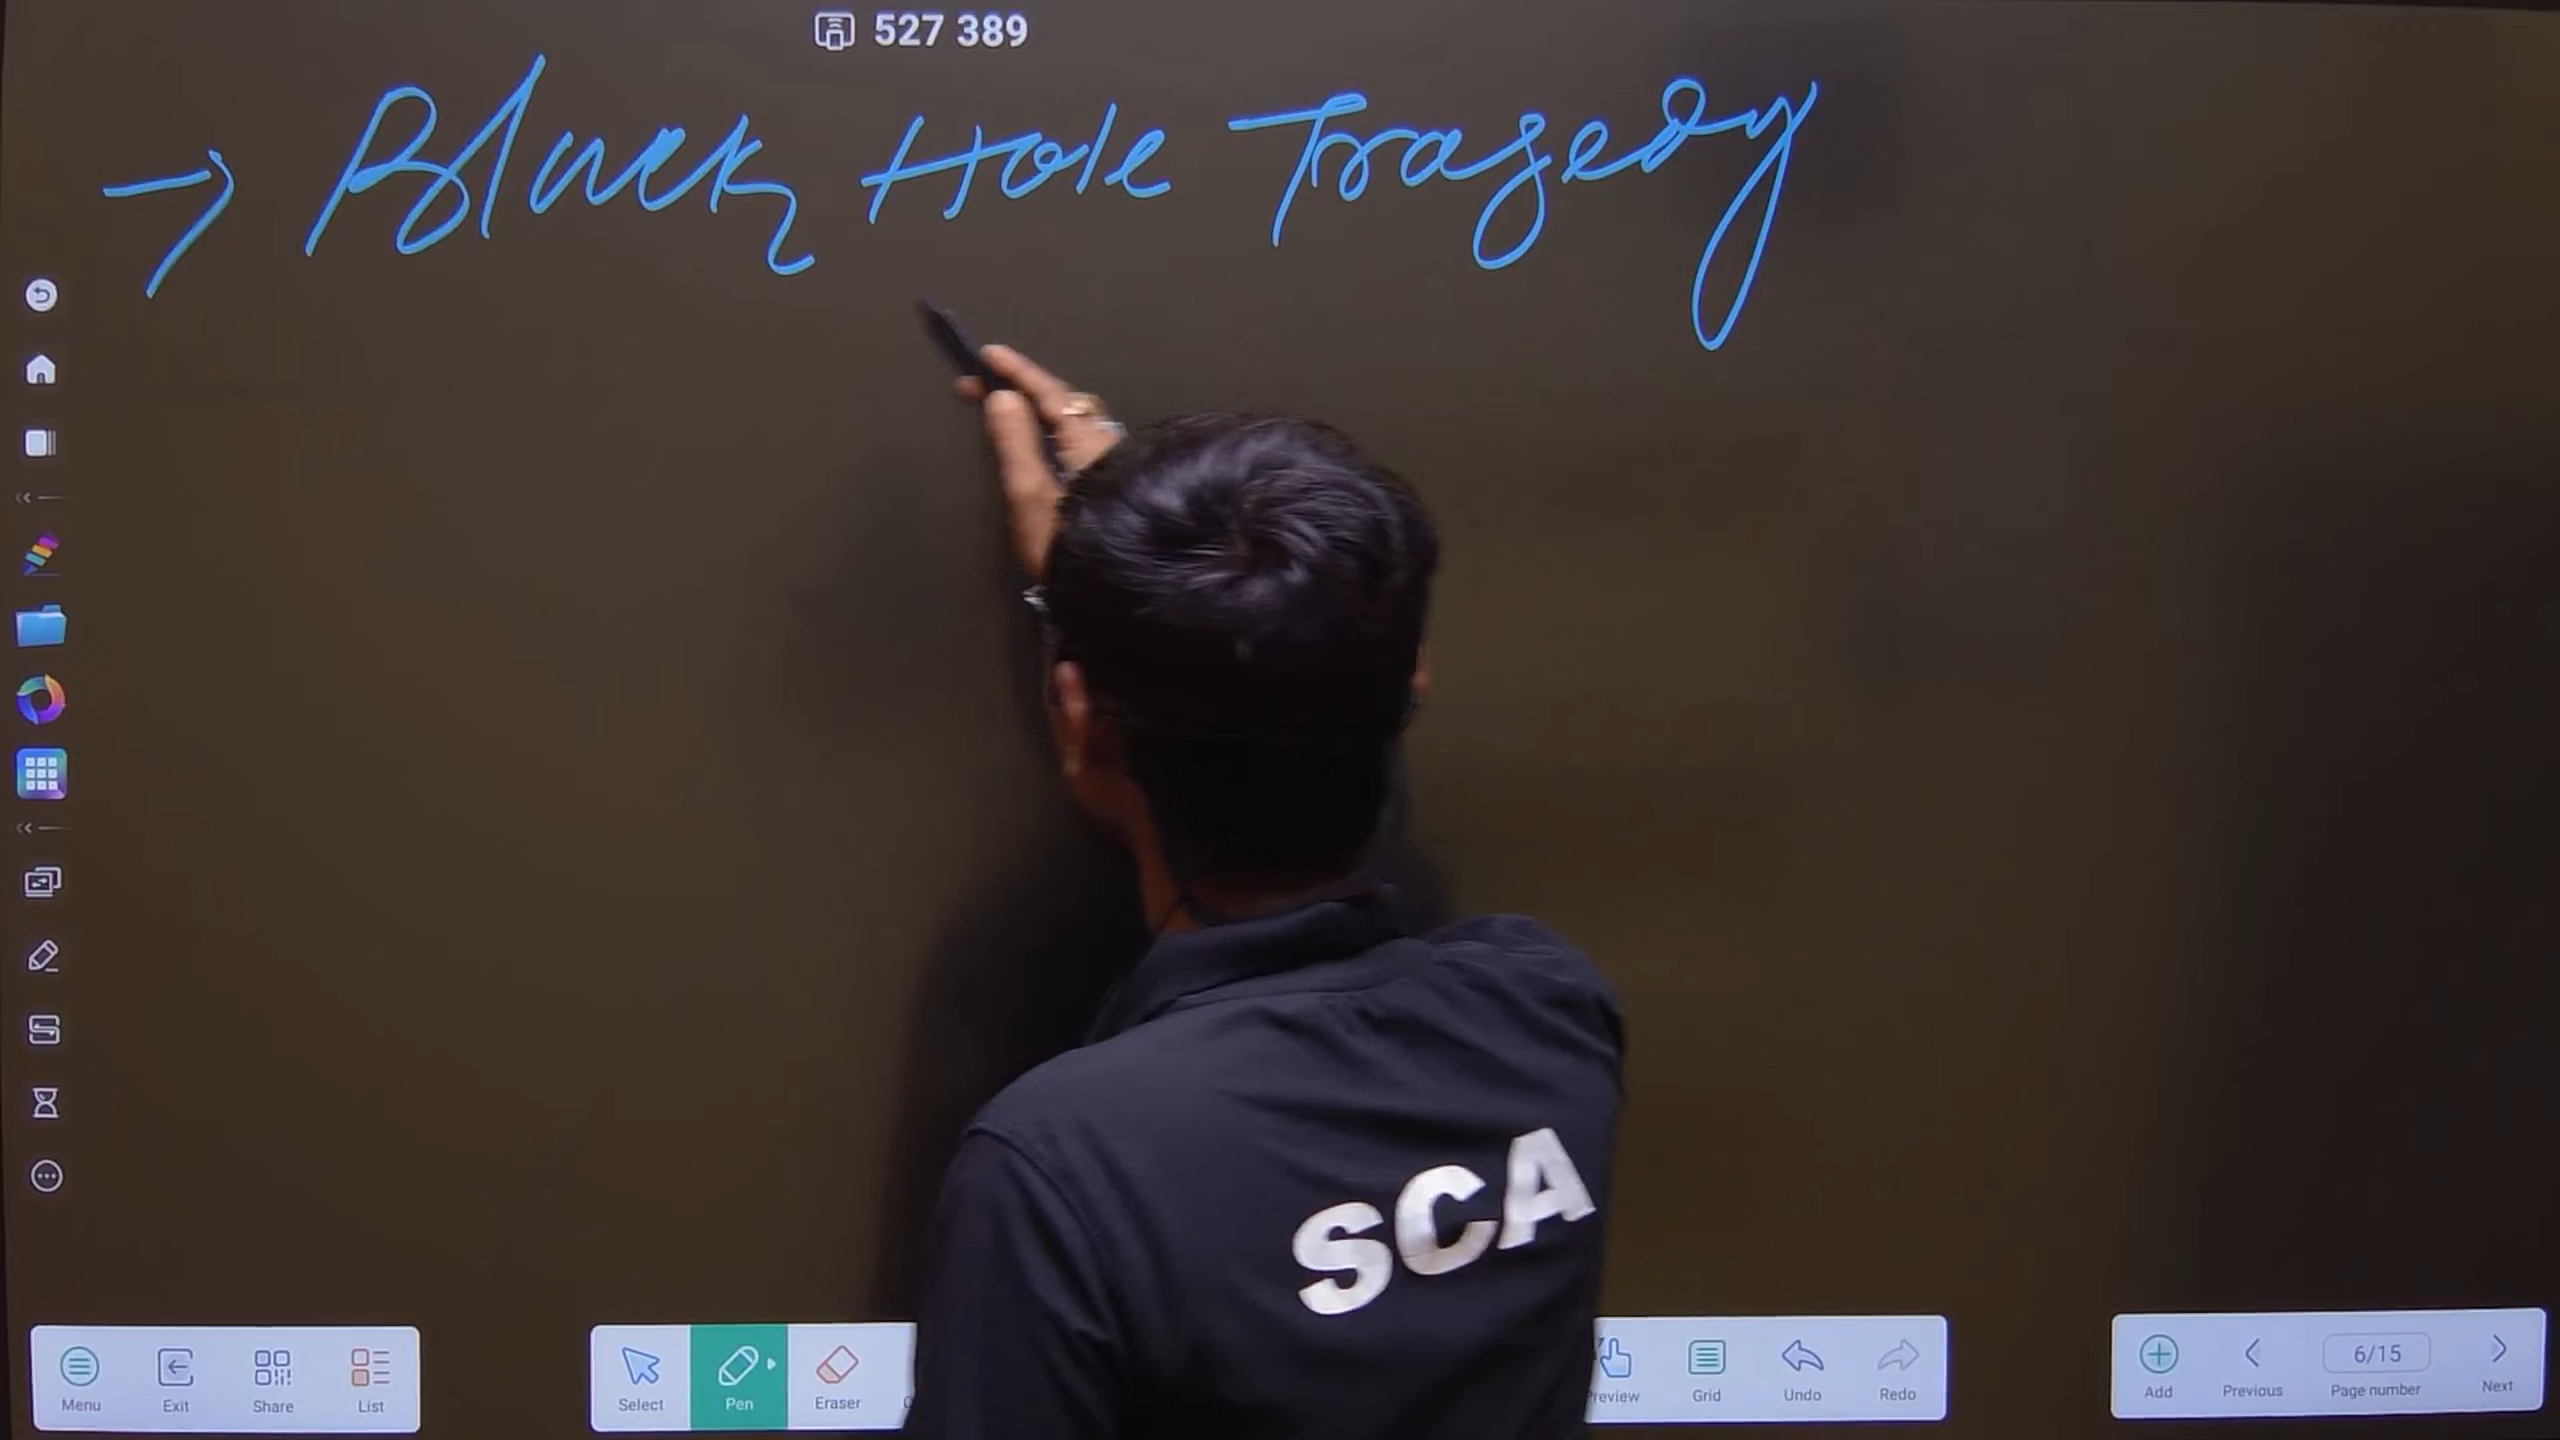 527 389
→ Black Hole Tragedy
SCA
Menu Exit Share List
Select Pen Eraser
Preview Grid Undo Redo
Add Previous 6/15 Page number Next